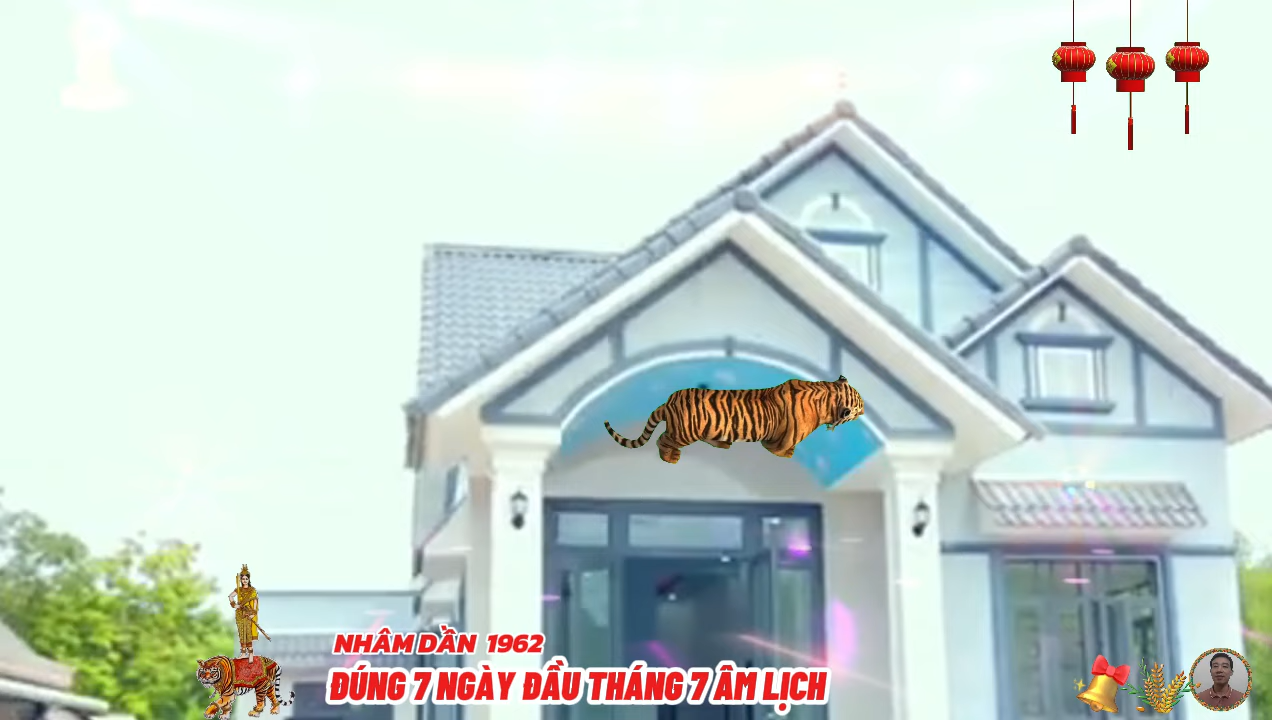 NHÂM DẦN 1962
ĐÚNG 7 NGÀY ĐẦU THÁNG 7 ÂM LỊCH